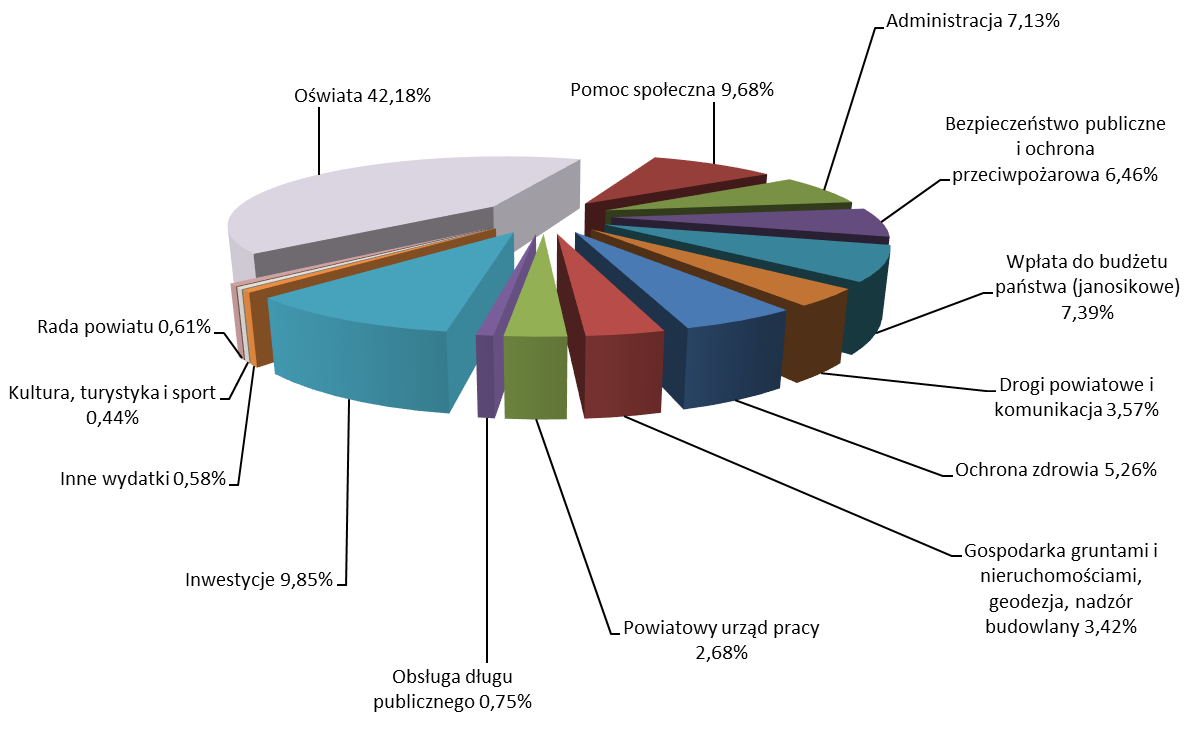 Administracja 7,13%
Pomoc społeczna 9,68%
Oświata 42,18%
Bezpieczeństwo publiczne
i ochrona
przeciwpożarowa 6,46%
Wpłata do budżetu
państwa (janosikowe)
7,39%
Rada powiatu 0,61%
Drogi powiatowe i
komunikacja 3,57%
Kultura, turystyka i sport
0,44%
Ochrona zdrowia 5,26%
Inne wydatki 0,58%
Gospodarka gruntami i
nieruchomościami,
geodezja, nadzór
budowlany 3,42%
Inwestycje 9,85%
Powiatowy urząd pracy
2,68%
Obsługa długu
publicznego 0,75%